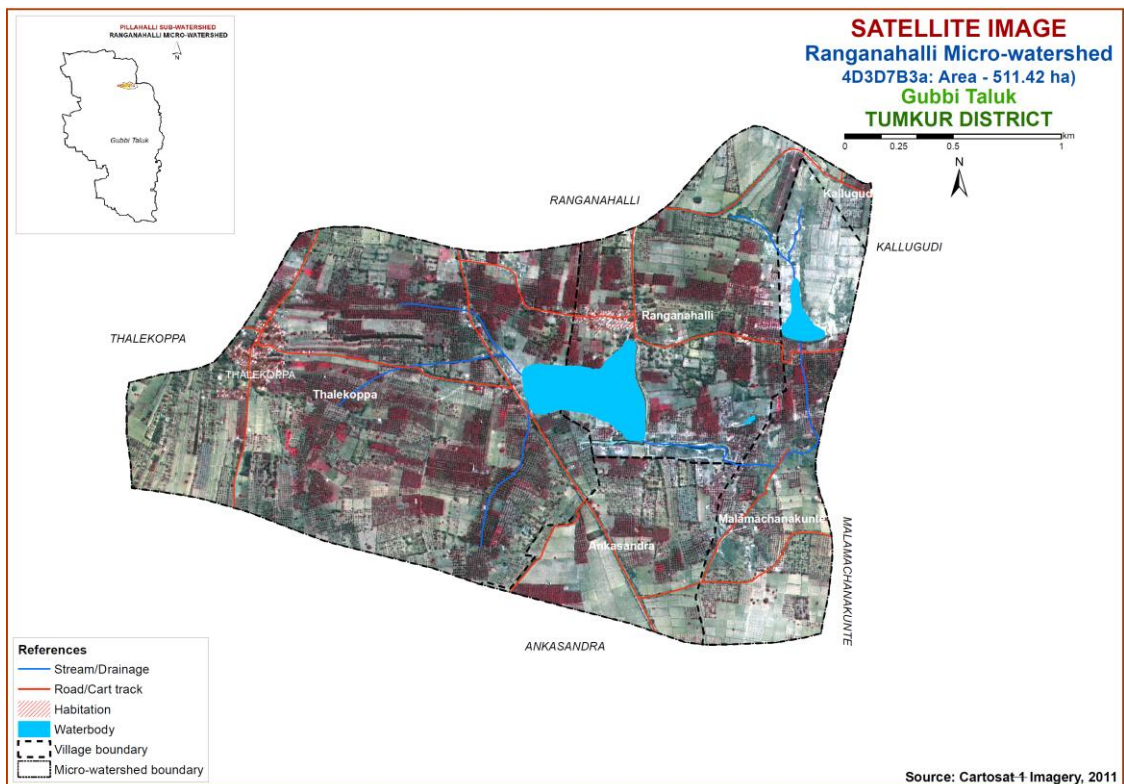 PILLAHALLI SUB-WATERSHED
RANGANAHALLI MICRO-WATERSHED
N
Gubbi Taluk
SATELLITE IMAGE
Ranganahalli Micro-watershed
4D3D7B3a: Area - 511.42 ha)
Gubbi Taluk
TUMKUR DISTRICT
km
0 0.25 0.5 1
N
RANGANAHALLI
Kallugud
KALLUGUDI
THALEKOPPA
Ranganahalli
THALEKOPPA
Thalekoppa
Malamachanakunte
Ankasandra
MALAMACHANAKUNTE
ANKASANDRA
References
Stream/Drainage
Road/Cart track
Habitation
Waterbody
Village boundary
Micro-watershed boundary
Source: Cartosat-1 Imagery, 2011